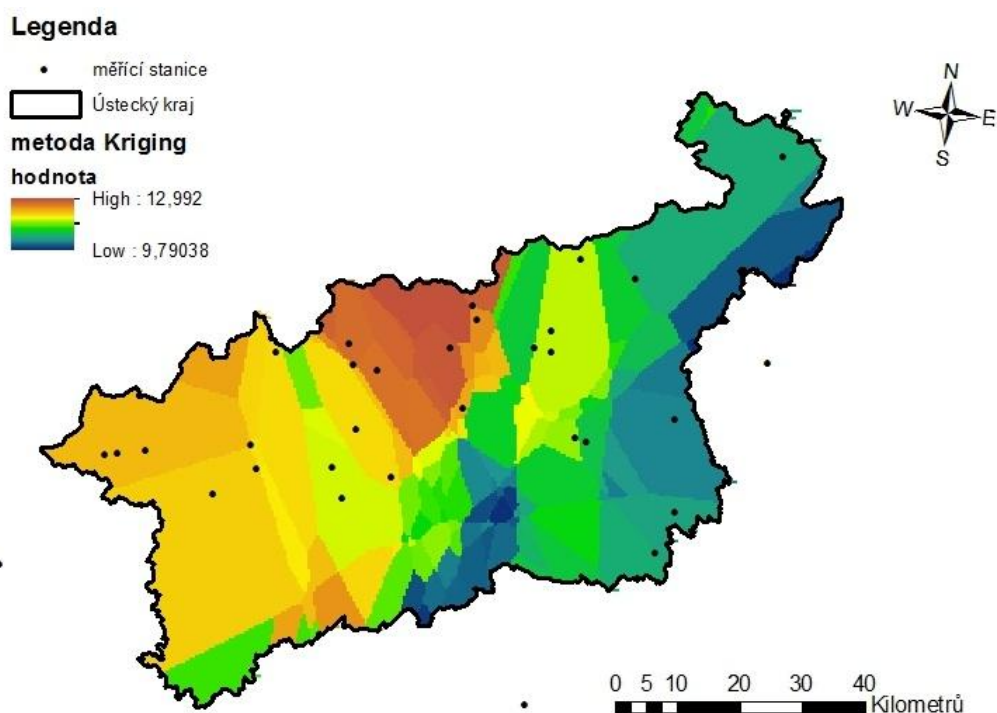 Legenda
měřící stanice
Ústecký kraj
metoda Kriging
hodnota
High : 12,992
Low : 9,79038
N
W E
S
0 5 10 20 30 40
Kilometrů